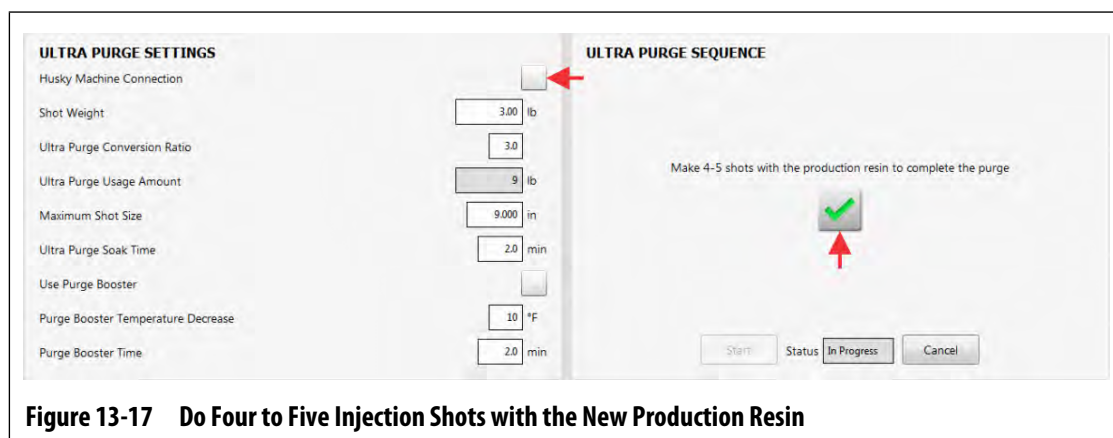 ULTRA PURGE SETTINGS
Husky Machine Connection
Shot Weight 3.00 lb
Ultra Purge Conversion Ratio 3.0
Ultra Purge Usage Amount 9 lb
Maximum Shot Size 9.000 in
Ultra Purge Soak Time 2.0 min
Use Purge Booster
Purge Booster Temperature Decrease 10 °F
Purge Booster Time 2.0 min
ULTRA PURGE SEQUENCE
Make 4-5 shots with the production resin to complete the purge
Start Status In Progress Cancel
Figure 13-17 Do Four to Five Injection Shots with the New Production Resin